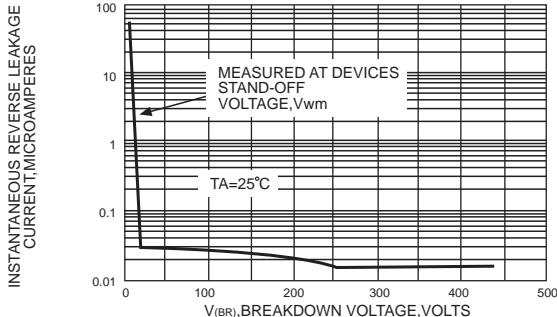 INSTANTANEOUS REVERSE LEAKAGE
CURRENT,MICROAMPERES
100
10
1
0.1
0.01
MEASURED AT DEVICES
STAND-OFF
VOLTAGE,Vwm
TA=25°C
0 100 200 300 400 500
V(BR),BREAKDOWN VOLTAGE,VOLTS